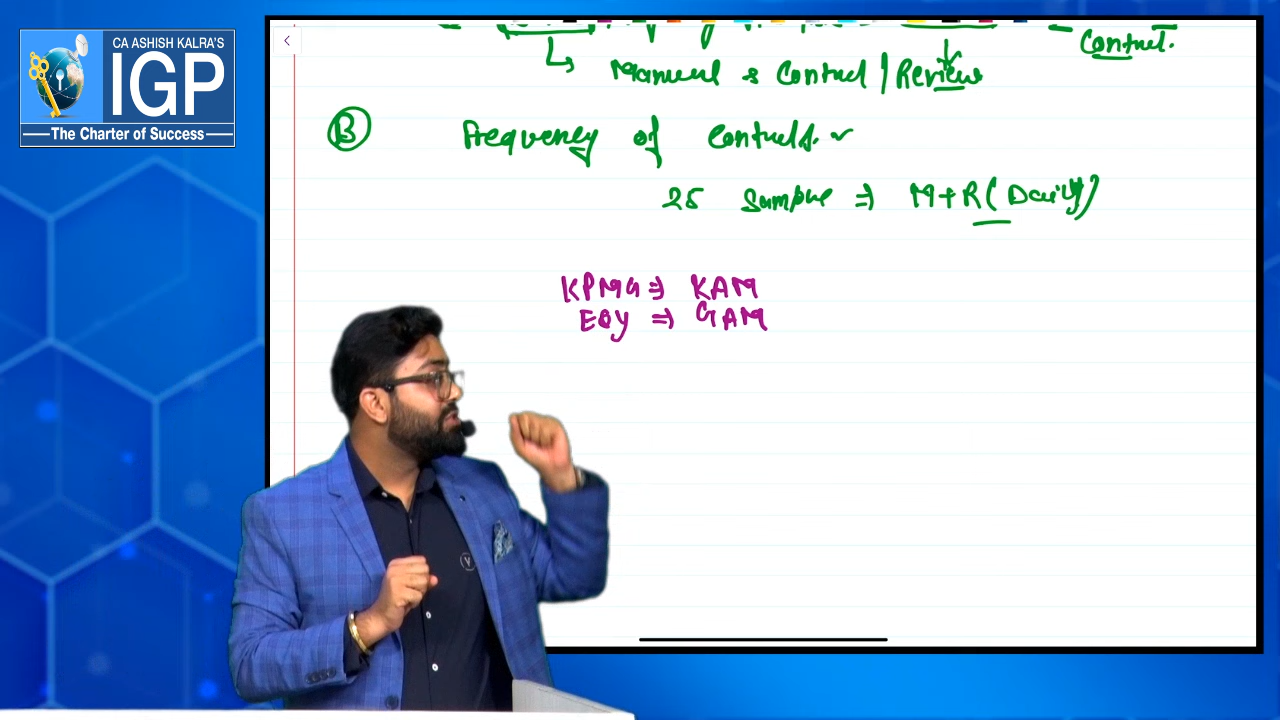 CA ASHISH KALRA'S
IGP
The Charter of Success
Control.
Manual & Control / Review
B Frequency of Controls.
25 Sample ⇒ M+R (Daily)
KPMG ⇒ KAM
E&Y ⇒ GAM
V